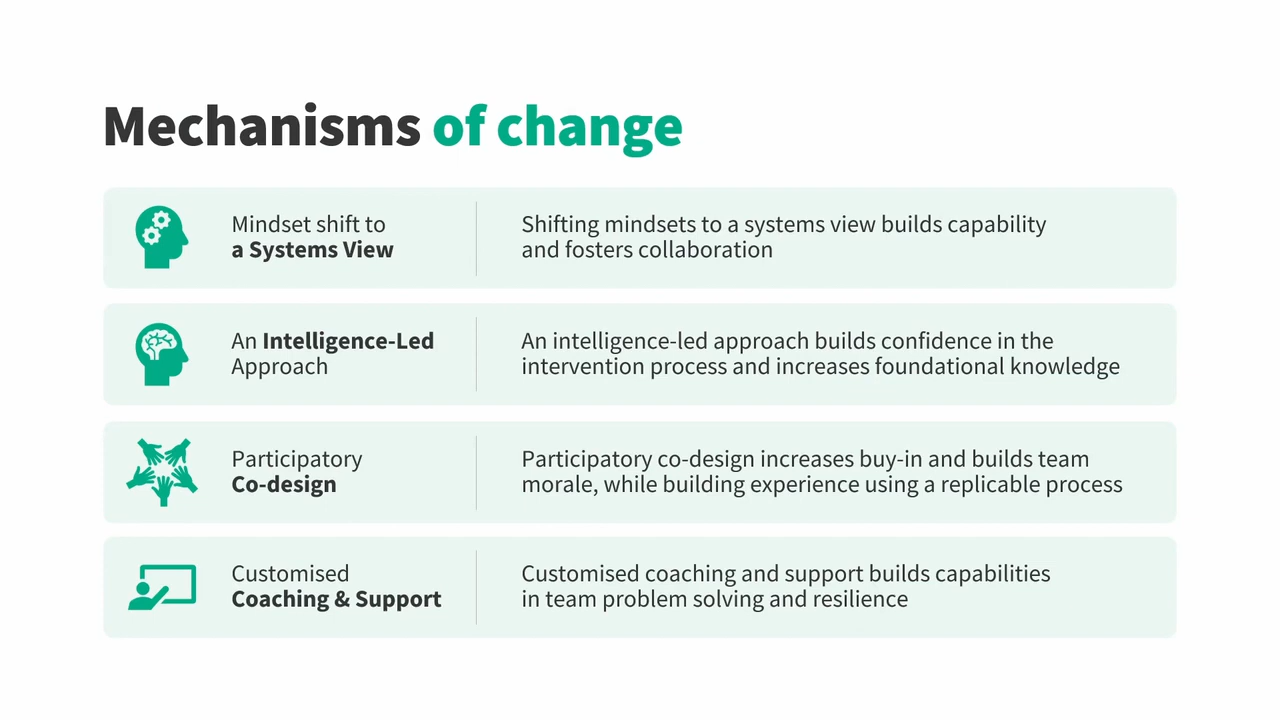 Mechanisms of change
Mindset shift to
a Systems View
Shifting mindsets to a systems view builds capability
and fosters collaboration
An Intelligence-Led
Approach
An intelligence-led approach builds confidence in the
intervention process and increases foundational knowledge
Participatory
Co-design
Participatory co-design increases buy-in and builds team
morale, while building experience using a replicable process
Customised
Coaching & Support
Customised coaching and support builds capabilities
in team problem solving and resilience